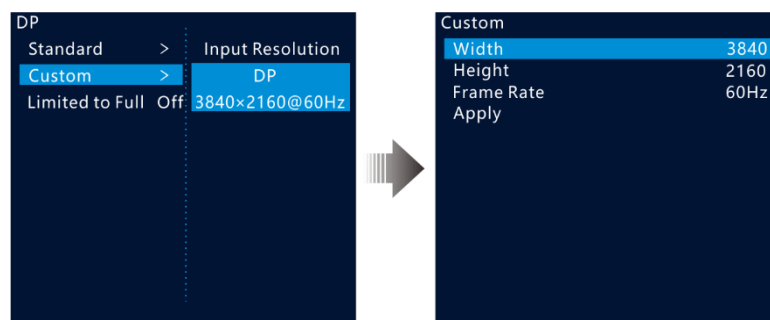 DP
Standard >
Custom >
Limited to Full Off
Input Resolution
DP
3840×2160@60Hz
Custom
Width 3840
Height 2160
Frame Rate 60Hz
Apply